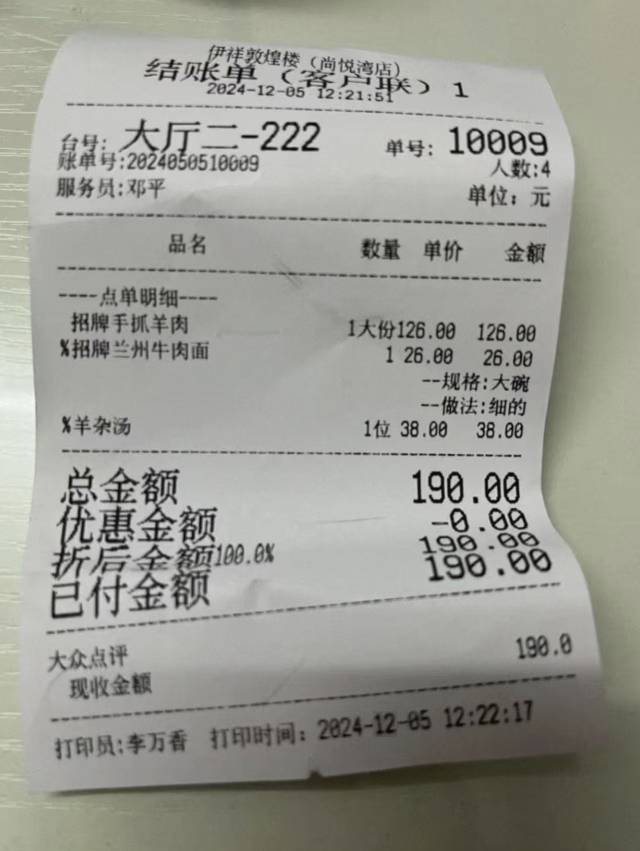 伊祥敦煌楼（尚悦湾店）
结账单（客户联）1
2024-12-05 12:21:51
台号: 大厅二-222 单号: 10009
账单号:2024050510009 人数:4
服务员:邓平 单位: 元
品名 数量 单价 金额
----点单明细----
招牌手抓羊肉 1大份126.00 126.00
%招牌兰州牛肉面 1 26.00 26.00
--规格:大碗
--做法:细的
%羊杂汤 1位 38.00 38.00
总金额 190.00
优惠金额 -0.00
折后金额100.0% 190.00
已付金额 190.00
大众点评 190.0
现收金额
打印员:李万香 打印时间: 2024-12-05 12:22:17